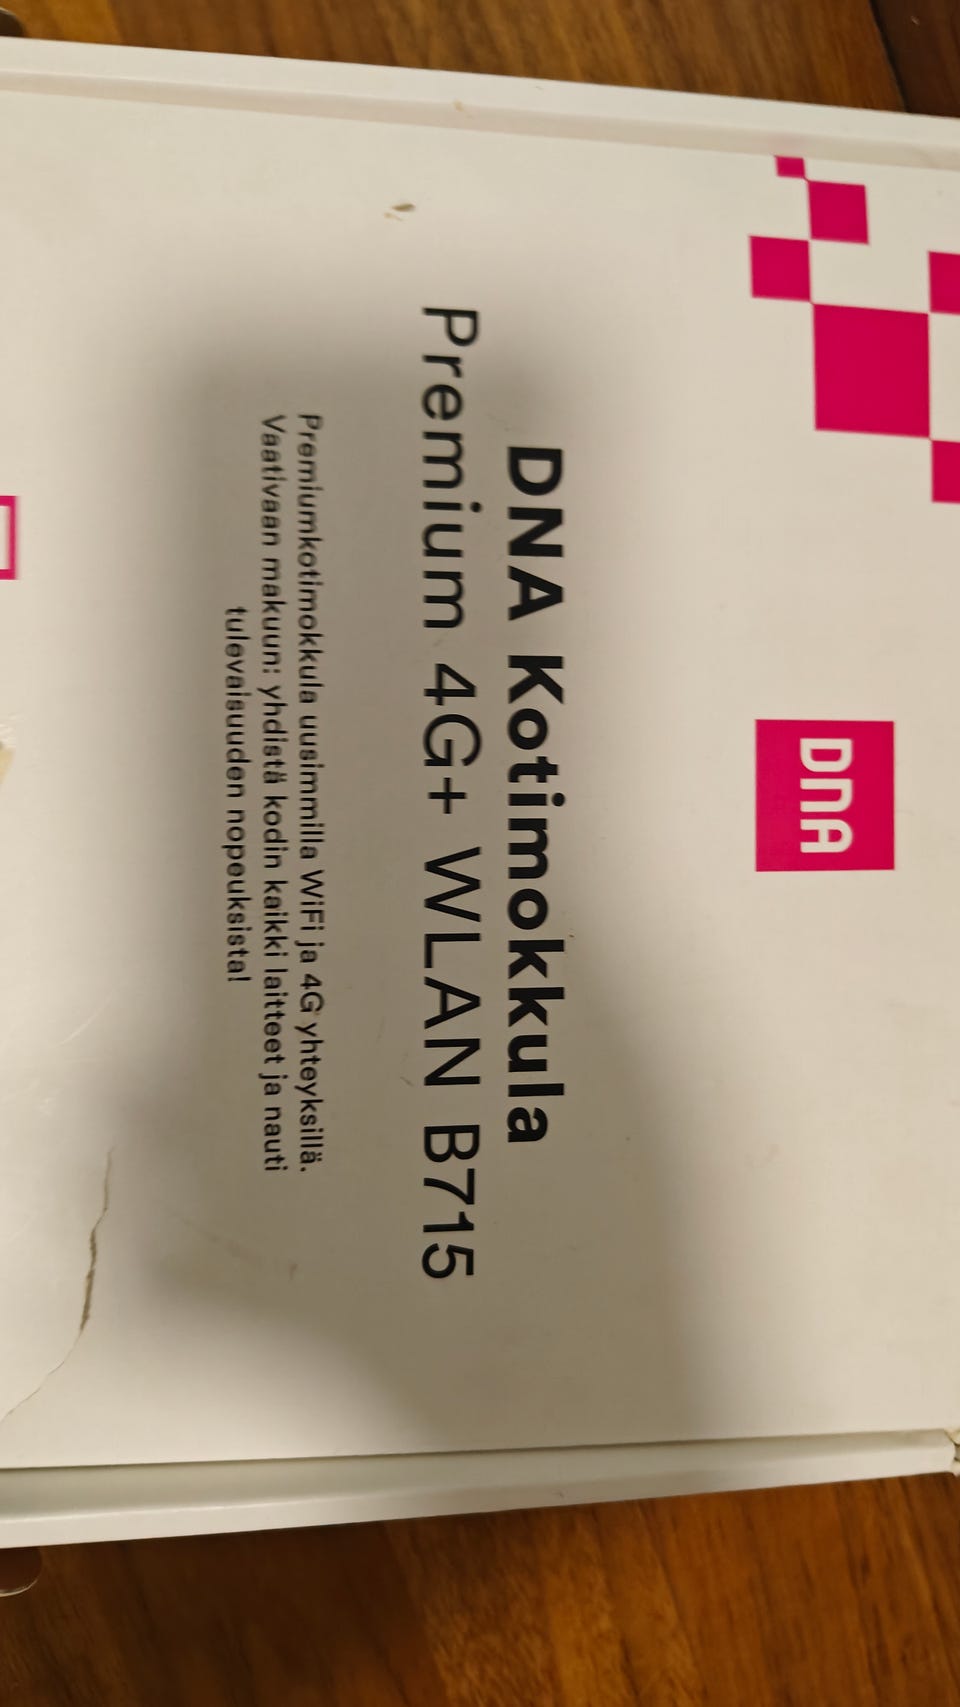 DNA
DNA Kotimokkula
Premium 4G+ WLAN B715
Premiumkotimokkula uusimmilla WiFi ja 4G yhteyksillä.
Vaativaan makuun: yhdistä kodin kaikki laitteet ja nauti
tulevaisuuden nopeuksista!